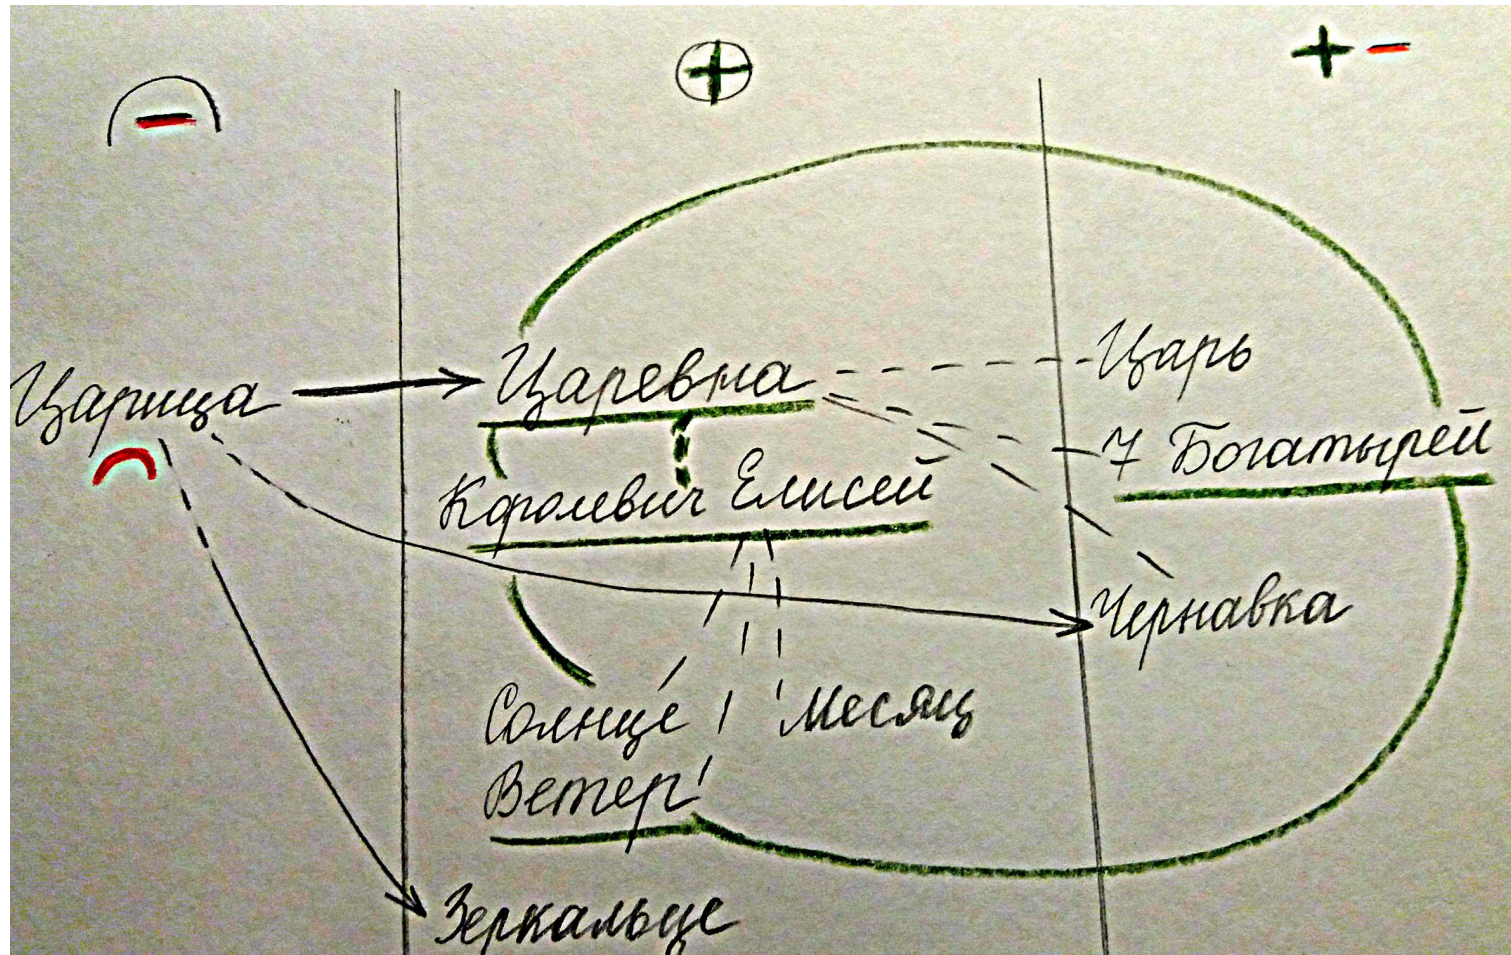 −
+
+ −
Царица
Царевна
Царь
7 Богатырей
Королевич Елисей
Чернавка
Солнце
Месяц
Ветер
Зеркальце